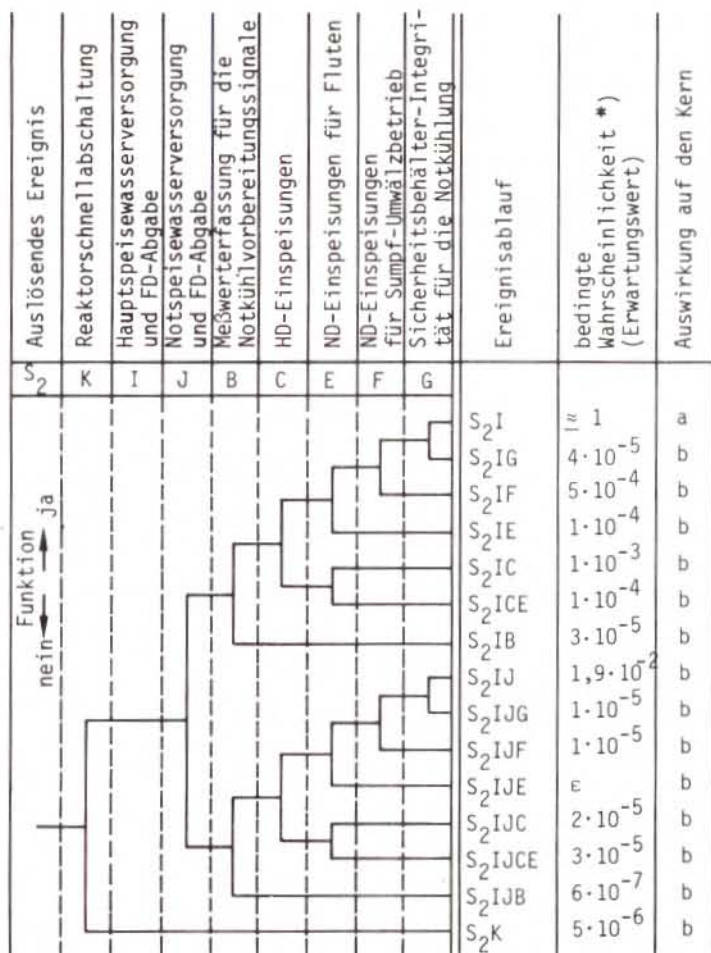 Auslösendes Ereignis
Reaktorschnellabschaltung
Hauptspeisewasserversorgung
und FD-Abgabe
Notspeisewasserversorgung
und FD-Abgabe
Meßwerterfassung für die
Notkühlvorbereitungssignale
HD-Einspeisungen
ND-Einspeisungen für Fluten
ND-Einspeisungen
für Sumpf-Umwälzbetrieb
Sicherheitsbehälter-Integri-
tät für die Notkühlung
Ereignisablauf
bedingte
Wahrscheinlichkeit *)
(Erwartungswert)
Auswirkung auf den Kern
S₂ K I J B C E F G
Funktion
nein ja
S₂I ≈ 1 a
S₂IG 4·10⁻⁵ b
S₂IF 5·10⁻⁴ b
S₂IE 1·10⁻⁴ b
S₂IC 1·10⁻³ b
S₂ICE 1·10⁻⁴ b
S₂IB 3·10⁻⁵ b
S₂IJ 1,9·10⁻² b
S₂IJG 1·10⁻⁵ b
S₂IJF 1·10⁻⁵ b
S₂IJE ε b
S₂IJC 2·10⁻⁵ b
S₂IJCE 3·10⁻⁵ b
S₂IJB 6·10⁻⁷ b
S₂K 5·10⁻⁶ b